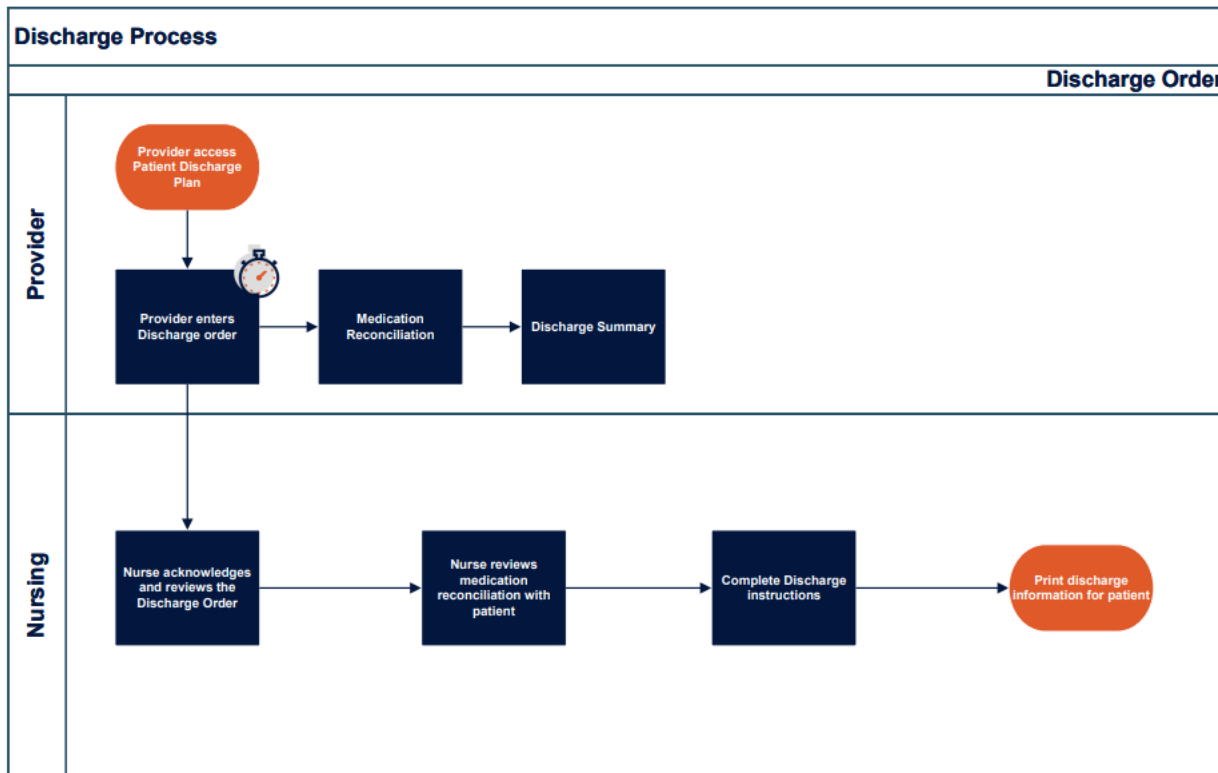 Discharge Process
Discharge Order
Provider
Provider access
Patient Discharge
Plan
Provider enters
Discharge order
Medication
Reconciliation
Discharge Summary
Nursing
Nurse acknowledges
and reviews the
Discharge Order
Nurse reviews
medication
reconciliation with
patient
Complete Discharge
instructions
Print discharge
information for patient